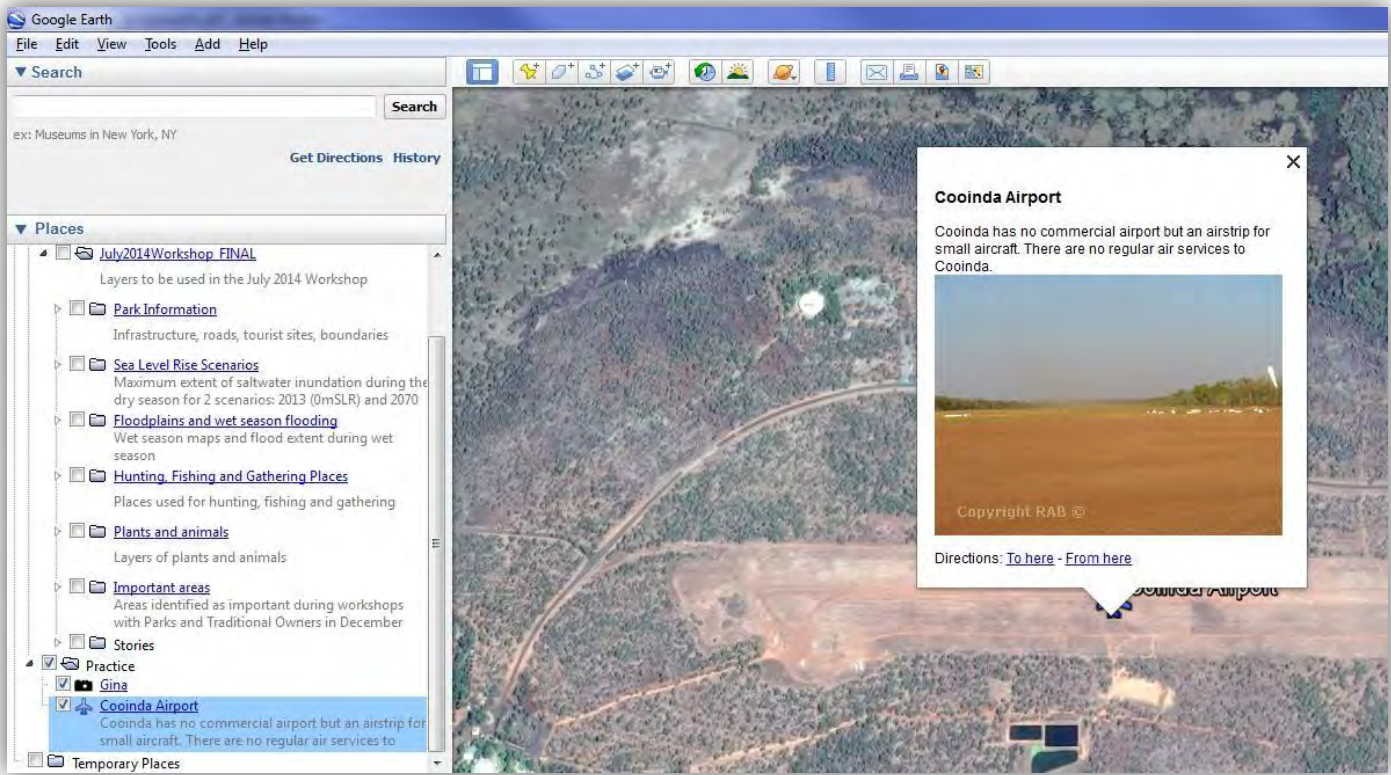 Google Earth
File Edit View Tools Add Help
Search
Search
ex: Museums in New York, NY
Get Directions History
Places
July2014Workshop_FINAL
Layers to be used in the July 2014 Workshop
Park Information
Infrastructure, roads, tourist sites, boundaries
Sea Level Rise Scenarios
Maximum extent of saltwater inundation during the
dry season for 2 scenarios: 2013 (0mSLR) and 2070
Floodplains and wet season flooding
Wet season maps and flood extent during wet
season
Hunting, Fishing and Gathering Places
Places used for hunting, fishing and gathering
Plants and animals
Layers of plants and animals
Important areas
Areas identified as important during workshops
with Parks and Traditional Owners in December
Stories
Practice
Gina
Cooinda Airport
Cooinda has no commercial airport but an airstrip for
small aircraft. There are no regular air services to
Temporary Places
Cooinda Airport
Cooinda has no commercial airport but an airstrip for
small aircraft. There are no regular air services to
Cooinda.
Copyright RAB ©
Directions: To here - From here
Cooinda Airport